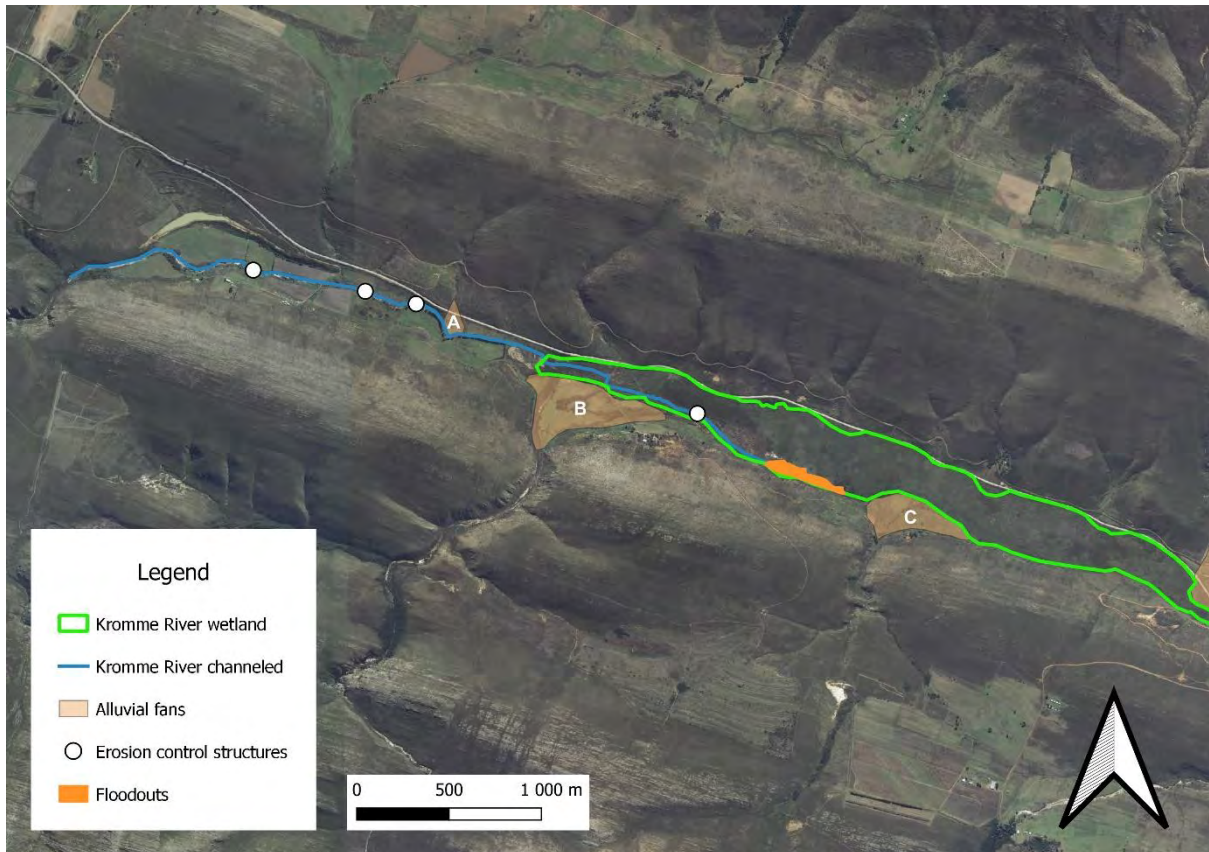 A
B
C
Legend
Kromme River wetland
Kromme River channeled
Alluvial fans
Erosion control structures
Floodouts
0 500 1 000 m